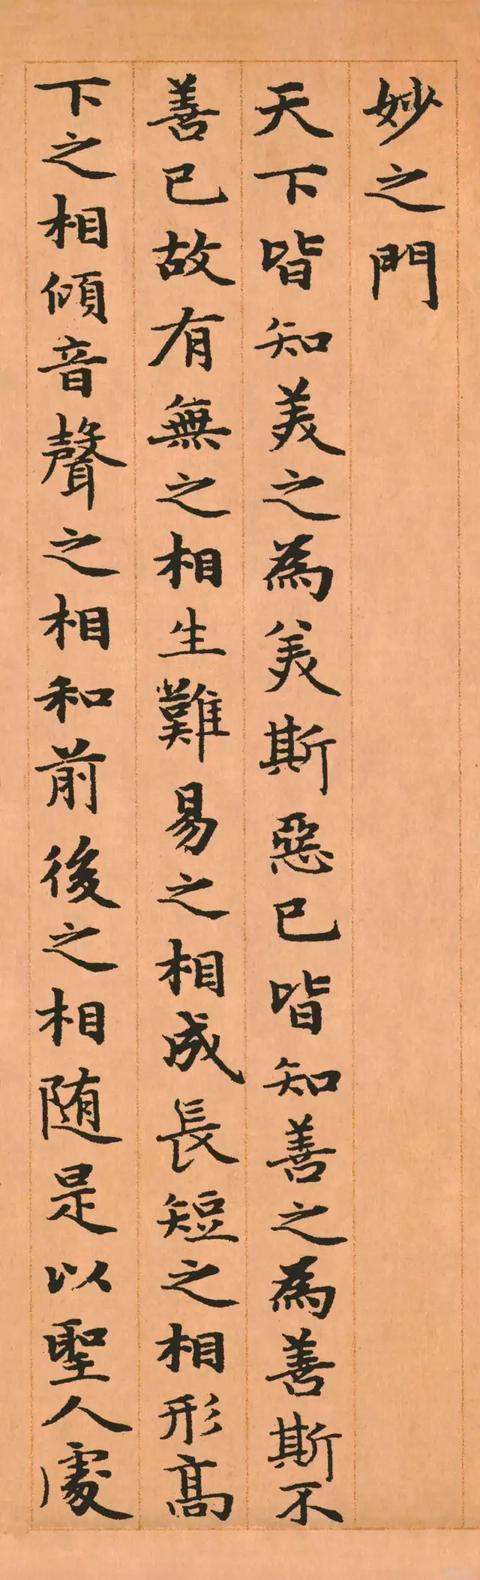 妙之門
天下皆知美之為美斯惡已皆知善之為善斯不
善已故有無之相生難易之相成長短之相形高
下之相傾音聲之相和前後之相随是以聖人處